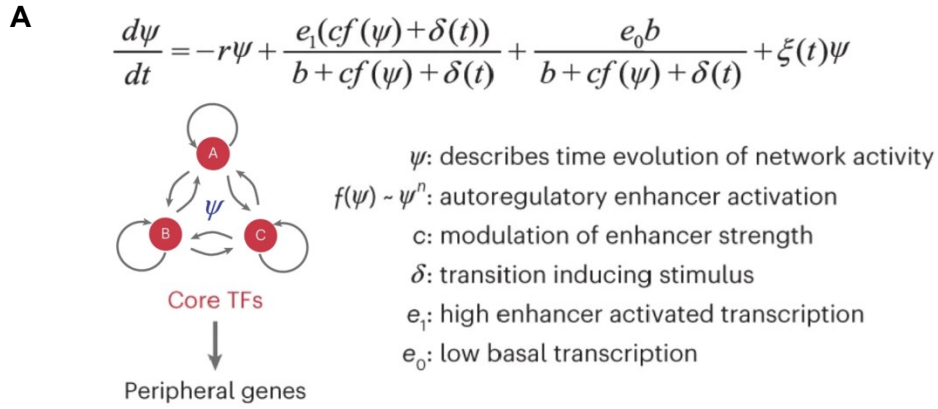 A
dψ/dt = −rψ + e₁(cf(ψ)+δ(t))/(b+cf(ψ)+δ(t)) + e₀b/(b+cf(ψ)+δ(t)) + ξ(t)ψ
A
ψ
B
C
Core TFs
Peripheral genes
ψ: describes time evolution of network activity
f(ψ) ~ ψⁿ: autoregulatory enhancer activation
c: modulation of enhancer strength
δ: transition inducing stimulus
e₁: high enhancer activated transcription
e₀: low basal transcription